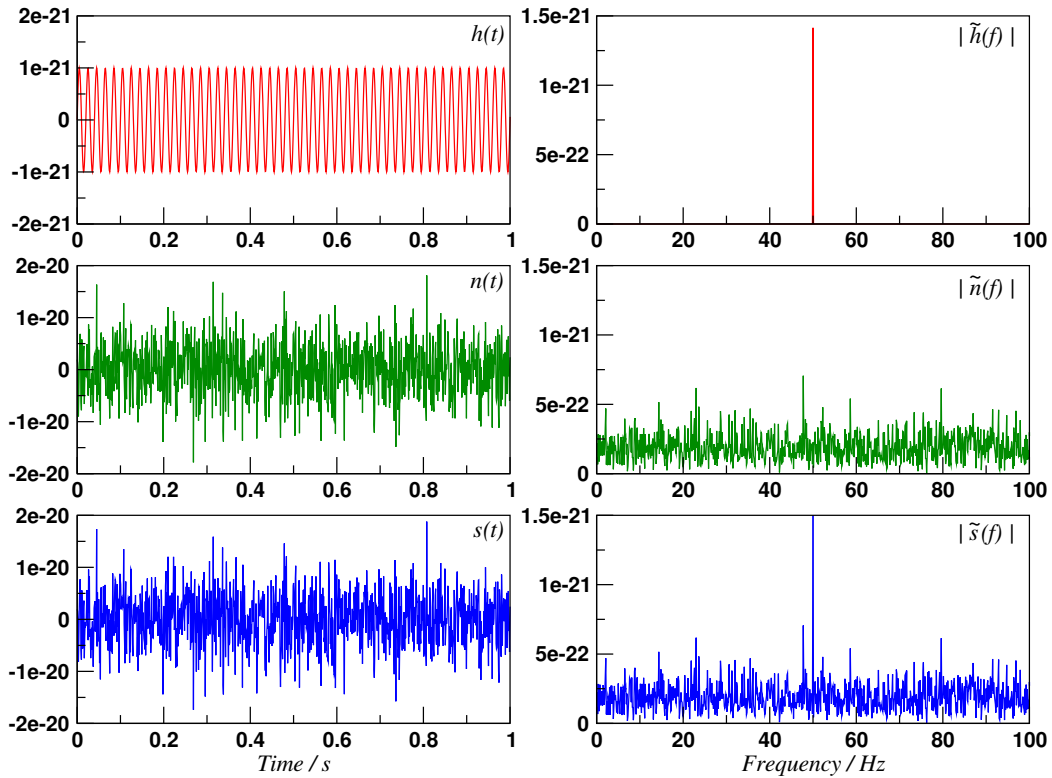 2e-21
1e-21
0
-1e-21
-2e-21
h(t)
0 0.2 0.4 0.6 0.8 1
1.5e-21
1e-21
5e-22
0
| h̃(f) |
0 20 40 60 80 100
2e-20
1e-20
0
-1e-20
-2e-20
n(t)
0 0.2 0.4 0.6 0.8 1
1.5e-21
1e-21
5e-22
0
| ñ(f) |
0 20 40 60 80 100
2e-20
1e-20
0
-1e-20
-2e-20
s(t)
0 0.2 0.4 0.6 0.8 1
Time / s
1.5e-21
1e-21
5e-22
0
| s̃(f) |
0 20 40 60 80 100
Frequency / Hz